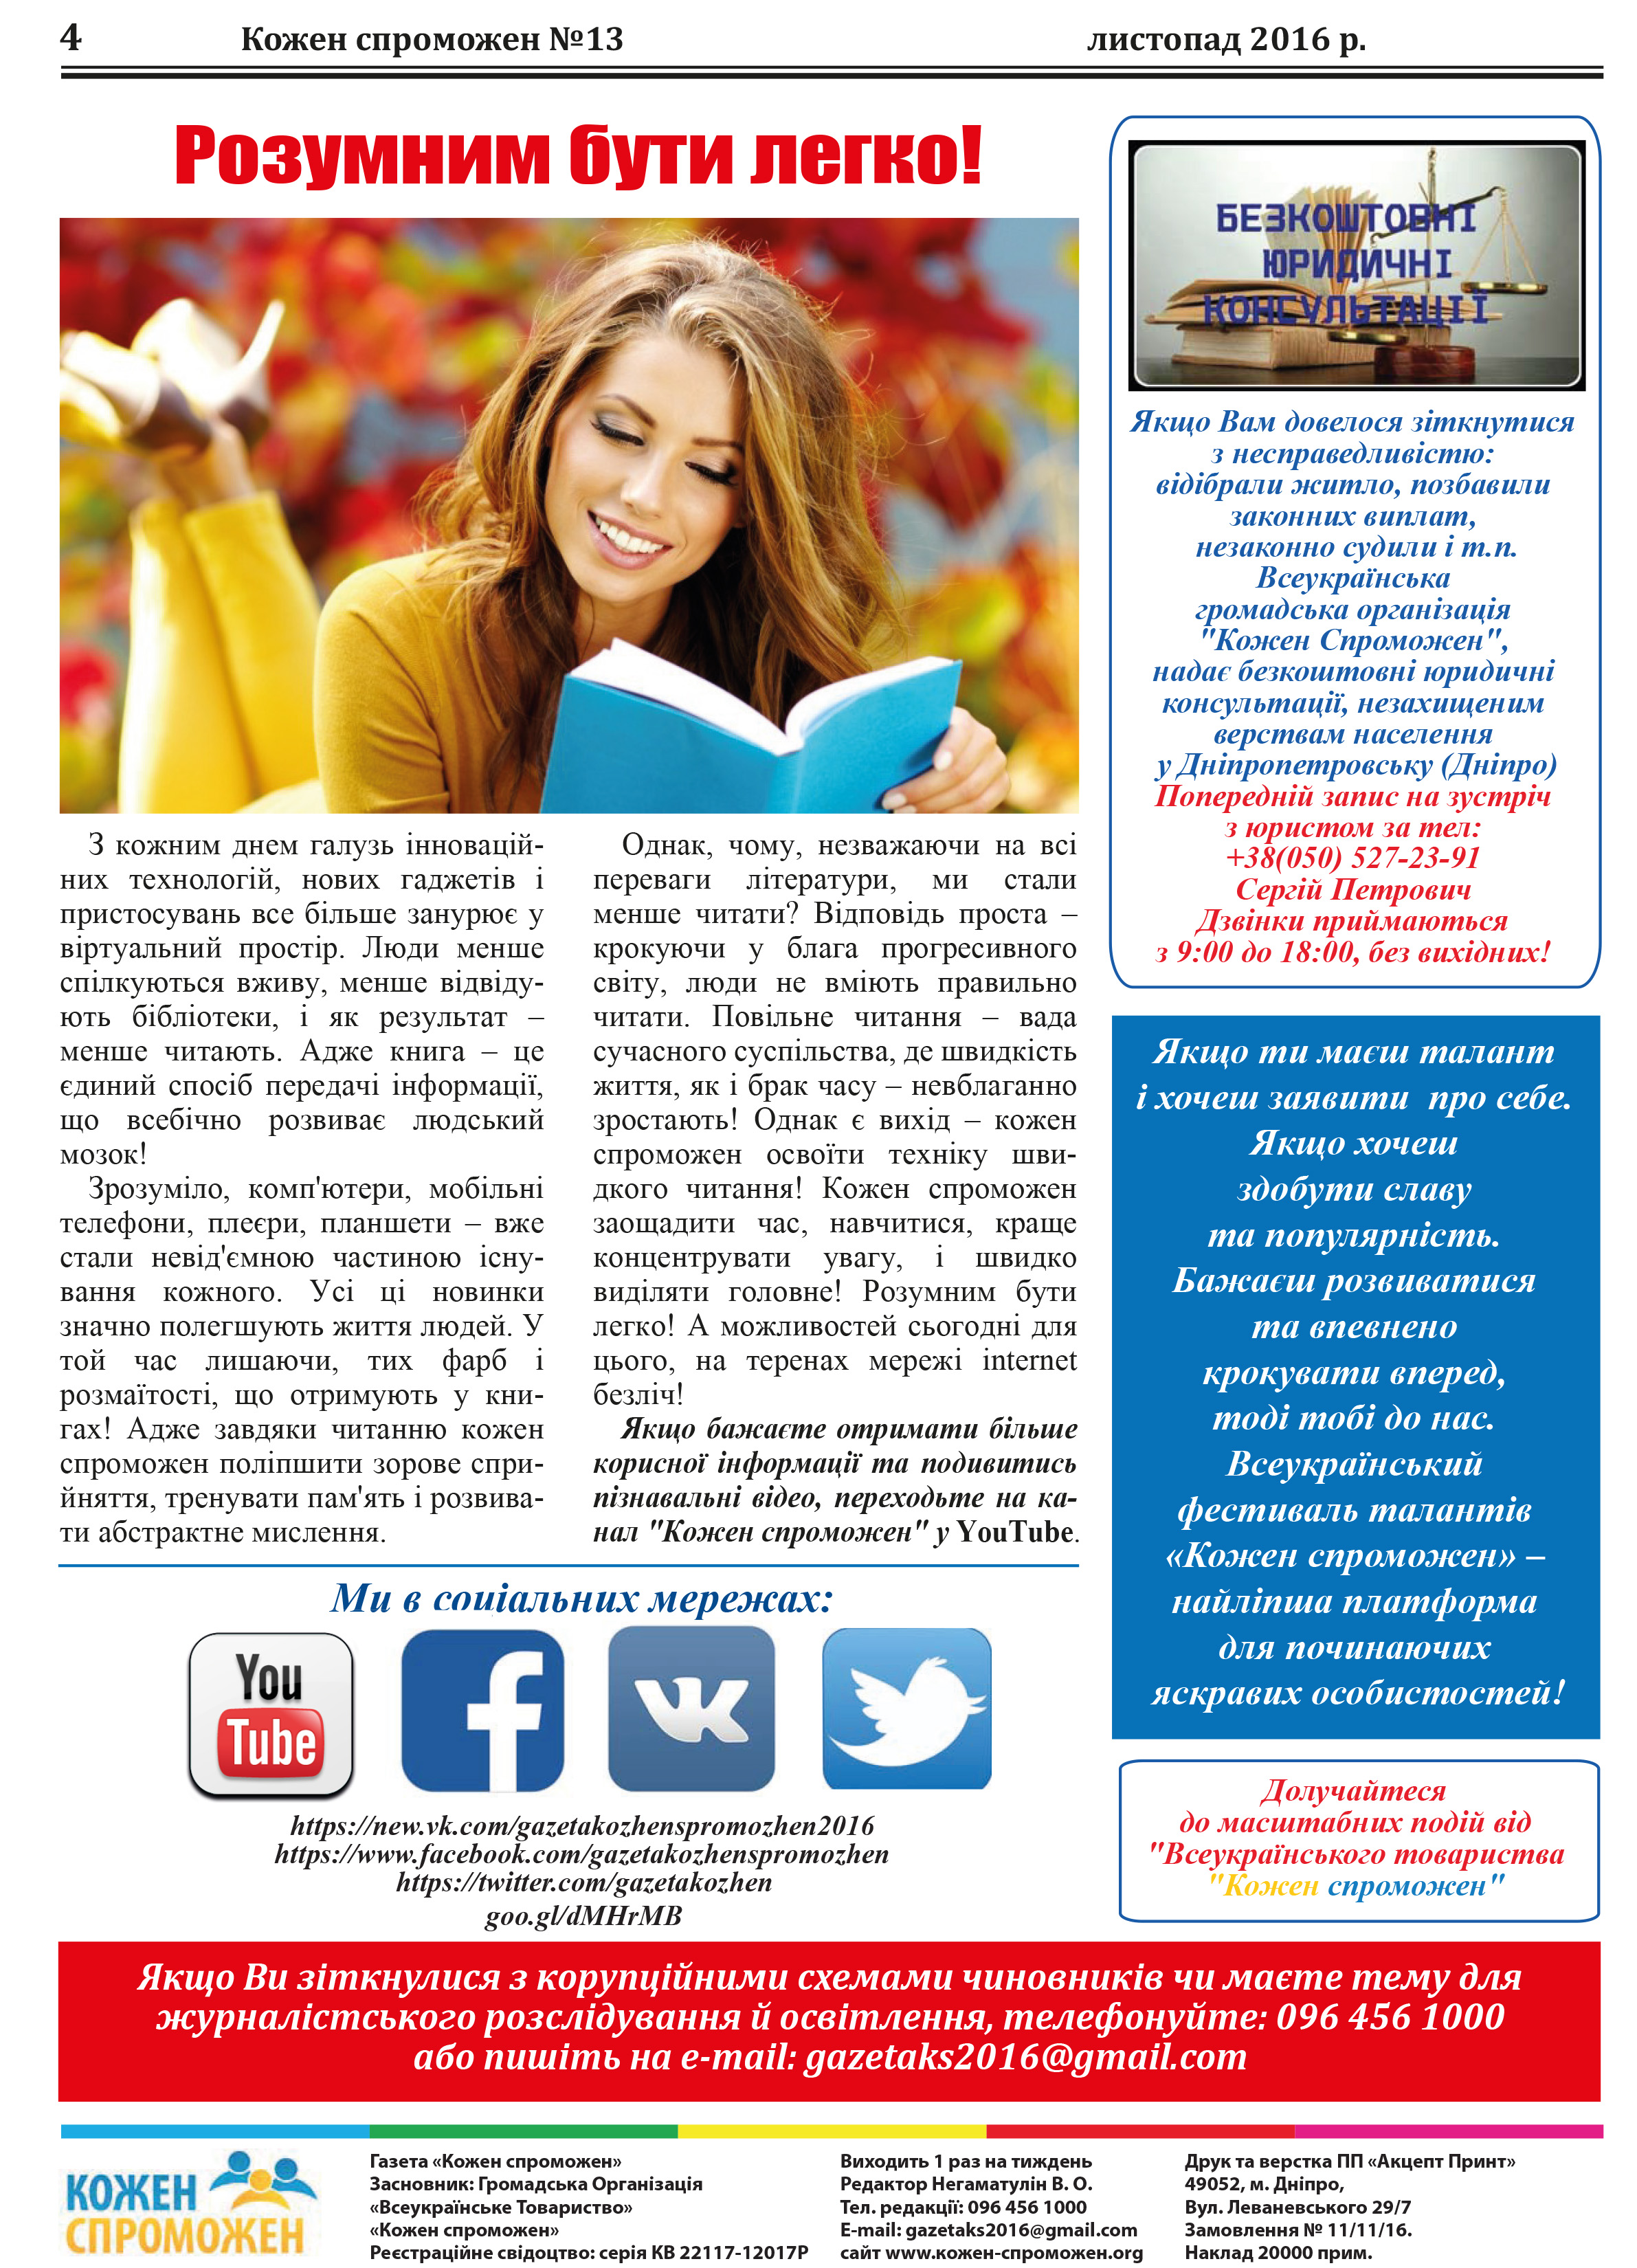 4 Кожен спроможен №13 листопад 2016 р.
Розумним бути легко!
З кожним днем галузь інновацій-
них технологій, нових гаджетів і
пристосувань все більше занурює у
віртуальний простір. Люди менше
спілкуються вживу, менше відвіду-
ють бібліотеки, і як результат –
менше читають. Адже книга – це
єдиний спосіб передачі інформації,
що всебічно розвиває людський
мозок!
Зрозуміло, комп'ютери, мобільні
телефони, плеєри, планшети – вже
стали невід'ємною частиною існу-
вання кожного. Усі ці новинки
значно полегшують життя людей. У
той час лишаючи, тих фарб і
розмаїтості, що отримують у кни-
гах! Адже завдяки читанню кожен
спроможен поліпшити зорове спри-
йняття, тренувати пам'ять і розвива-
ти абстрактне мислення.
Однак, чому, незважаючи на всі
переваги літератури, ми стали
менше читати? Відповідь проста –
крокуючи у блага прогресивного
світу, люди не вміють правильно
читати. Повільне читання – вада
сучасного суспільства, де швидкість
життя, як і брак часу – невблаганно
зростають! Однак є вихід – кожен
спроможен освоїти техніку шви-
дкого читання! Кожен спроможен
заощадити час, навчитися, краще
концентрувати увагу, і швидко
виділяти головне! Розумним бути
легко! А можливостей сьогодні для
цього, на теренах мережі internet
безліч!
Якщо бажаєте отримати більше
корисної інформації та подивитись
пізнавальні відео, переходьте на ка-
нал "Кожен спроможен" у YouTube.
Ми в соціальних мережах:
You
Tube
f
https://new.vk.com/gazetakozhenspromozhen2016
https://www.facebook.com/gazetakozhenspromozhen
https://twitter.com/gazetakozhen
goo.gl/dMHrMB
БЕЗКОШТОВНІ
ЮРИДИЧНІ
КОНСУЛЬТАЦІЇ
Якщо Вам довелося зіткнутися
з несправедливістю:
відібрали житло, позбавили
законних виплат,
незаконно судили і т.п.
Всеукраїнська
громадська організація
"Кожен Спроможен",
надає безкоштовні юридичні
консультації, незахищеним
верствам населення
у Дніпропетровську (Дніпро)
Попередній запис на зустріч
з юристом за тел:
+38(050) 527-23-91
Сергій Петрович
Дзвінки приймаються
з 9:00 до 18:00, без вихідних!
Якщо ти маєш талант
і хочеш заявити про себе.
Якщо хочеш
здобути славу
та популярність.
Бажаєш розвиватися
та впевнено
крокувати вперед,
тоді тобі до нас.
Всеукраїнський
фестиваль талантів
«Кожен спроможен» –
найліпша платформа
для починаючих
яскравих особистостей!
Долучайтеся
до масштабних подій від
"Всеукраїнського товариства
"Кожен спроможен"
Якщо Ви зіткнулися з корупційними схемами чиновників чи маєте тему для
журналістського розслідування й освітлення, телефонуйте: 096 456 1000
або пишіть на e-mail: gazetaks2016@gmail.com
КОЖЕН
СПРОМОЖЕН
Газета «Кожен спроможен»
Засновник: Громадська Організація
«Всеукраїнське Товариство»
«Кожен спроможен»
Реєстраційне свідоцтво: серія КВ 22117-12017Р
Виходить 1 раз на тиждень
Редактор Негаматулін В. О.
Тел. редакції: 096 456 1000
E-mail: gazetaks2016@gmail.com
сайт www.кожен-спроможен.org
Друк та верстка ПП «Акцепт Принт»
49052, м. Дніпро,
Вул. Леваневського 29/7
Замовлення № 11/11/16.
Наклад 20000 прим.